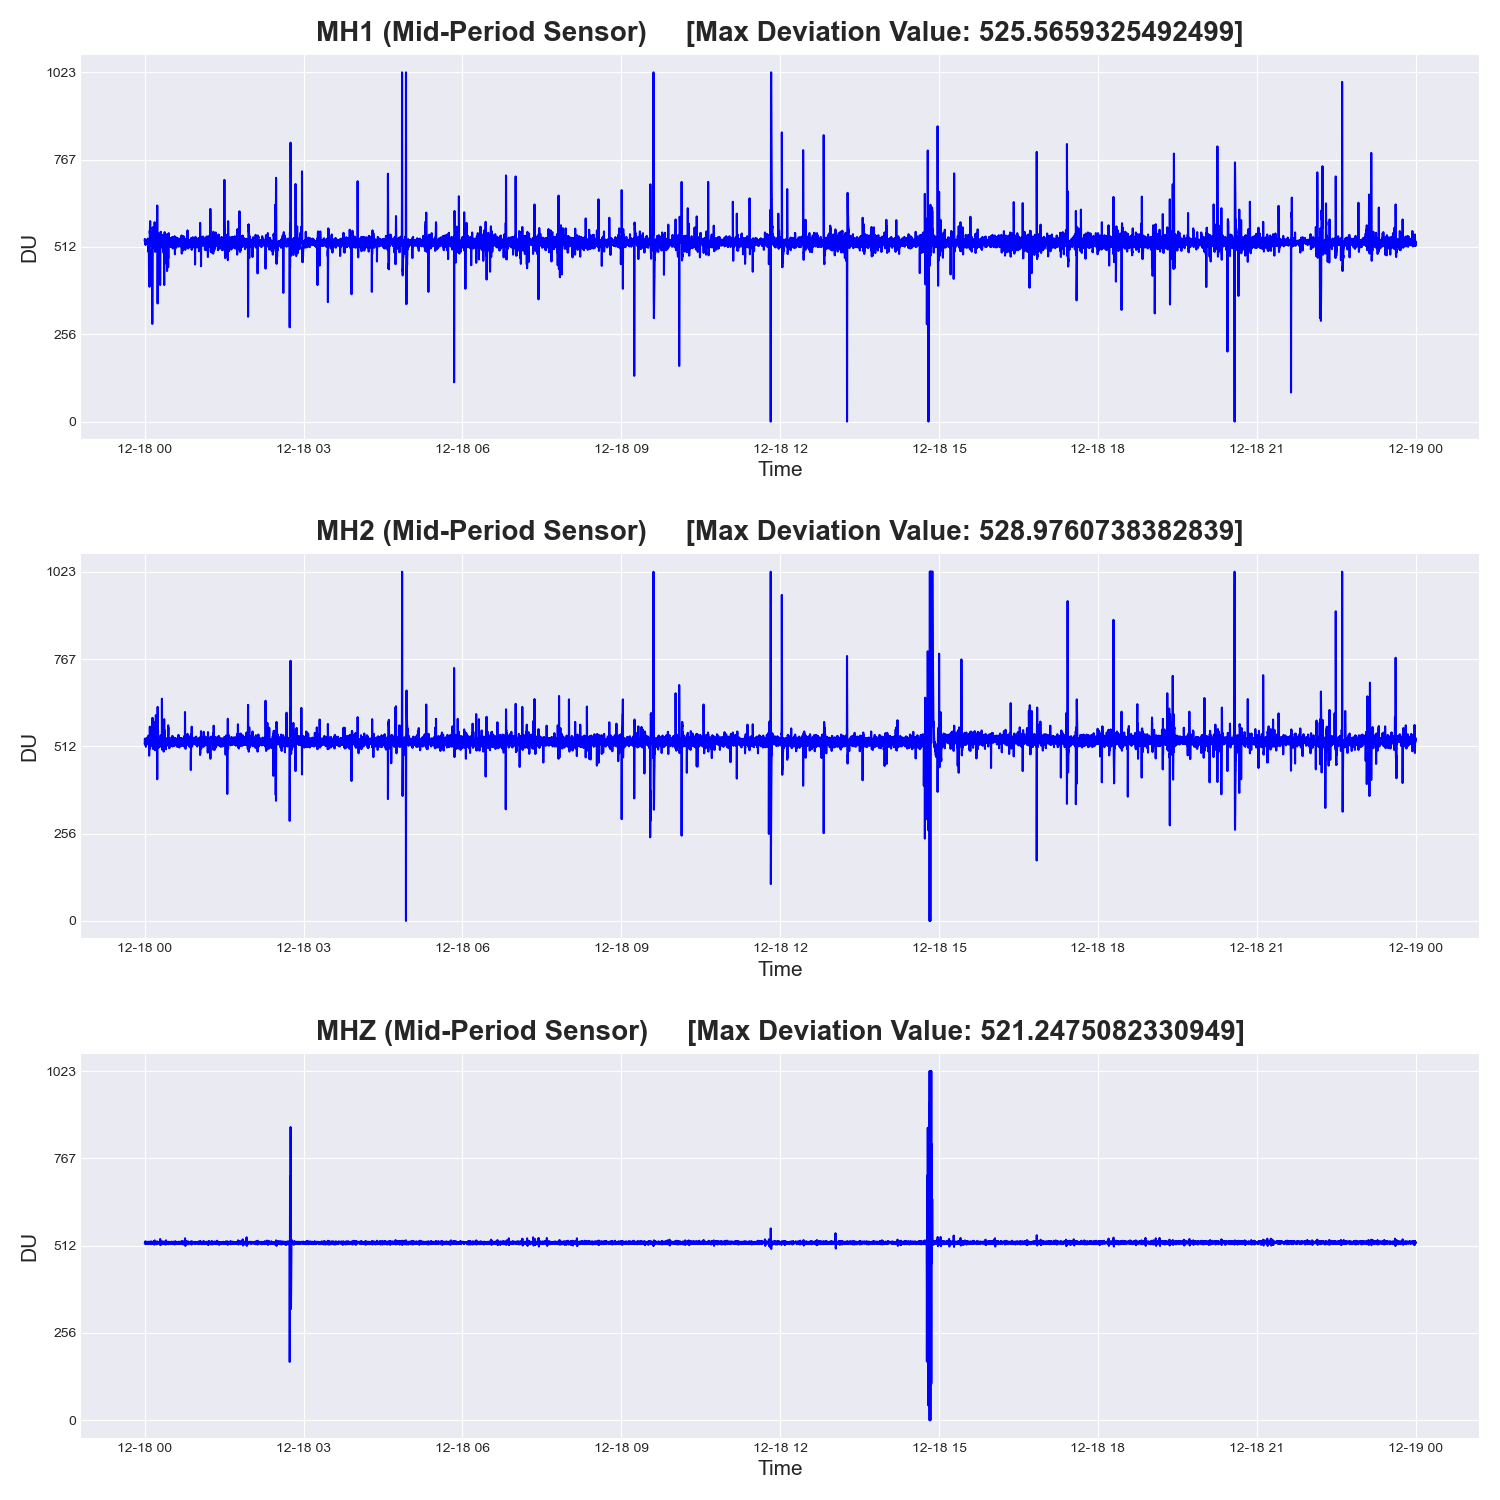 MH1 (Mid-Period Sensor) [Max Deviation Value: 525.5659325492499]
1023
767
512
256
0
DU
12-18 00 12-18 03 12-18 06 12-18 09 12-18 12 12-18 15 12-18 18 12-18 21 12-19 00
Time
MH2 (Mid-Period Sensor) [Max Deviation Value: 528.9760738382839]
1023
767
512
256
0
DU
12-18 00 12-18 03 12-18 06 12-18 09 12-18 12 12-18 15 12-18 18 12-18 21 12-19 00
Time
MHZ (Mid-Period Sensor) [Max Deviation Value: 521.2475082330949]
1023
767
512
256
0
DU
12-18 00 12-18 03 12-18 06 12-18 09 12-18 12 12-18 15 12-18 18 12-18 21 12-19 00
Time